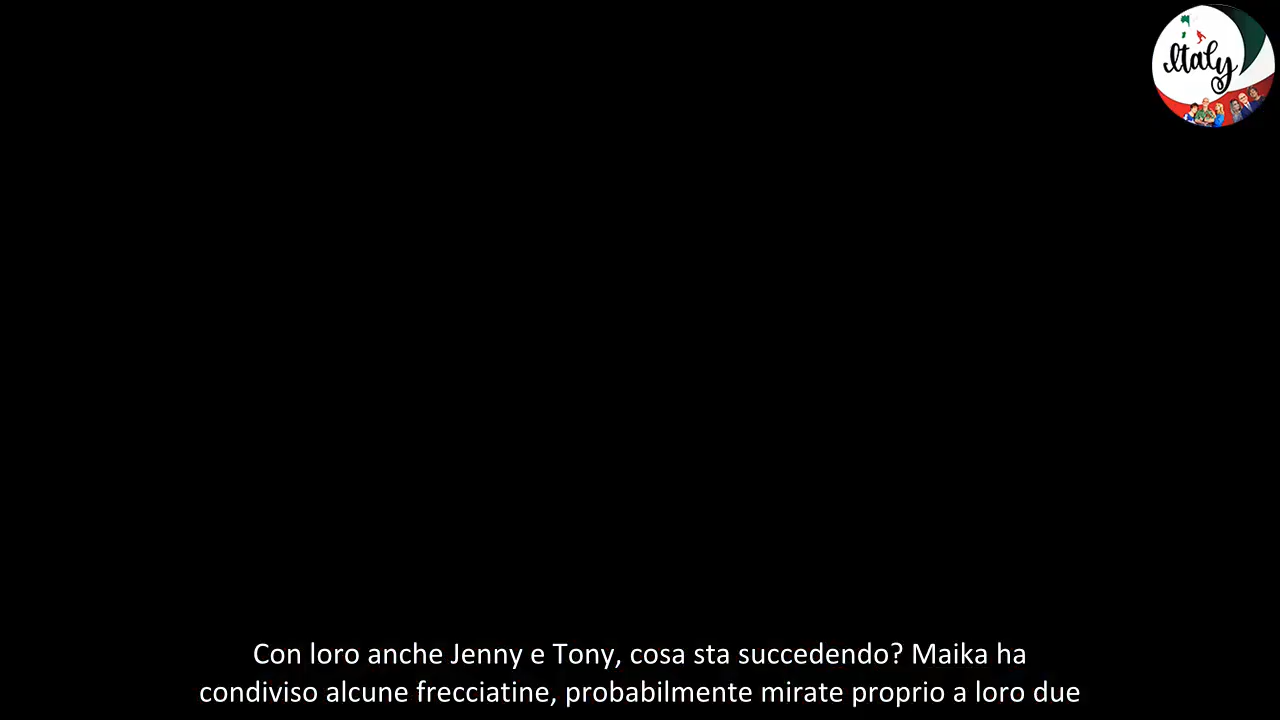 Italy
Con loro anche Jenny e Tony, cosa sta succedendo? Maika ha
condiviso alcune frecciatine, probabilmente mirate proprio a loro due